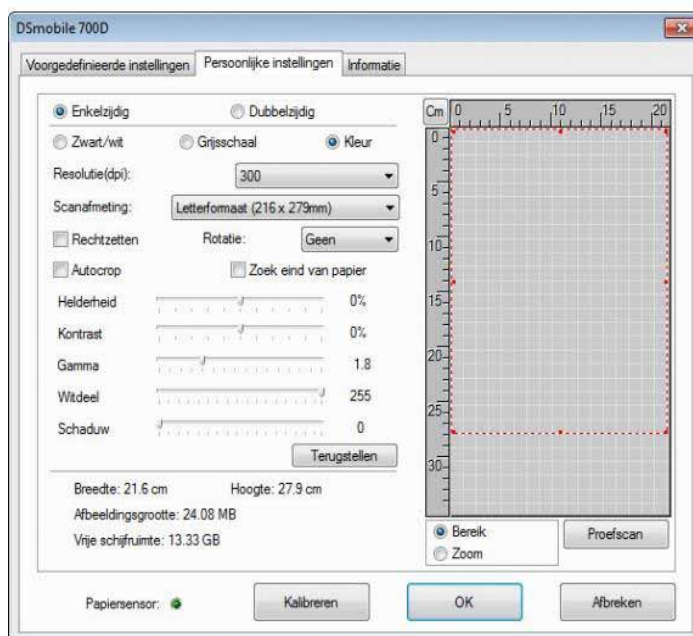 DSmobile 700D
Voorgedefinieerde instellingen Persoonlijke instellingen Informatie
Enkelzijdig Dubbelzijdig
Zwart/wit Grijsschaal Kleur
Resolutie(dpi): 300
Scanafmeting: Letterformaat (216 x 279mm)
Rechtzetten Rotatie: Geen
Autocrop Zoek eind van papier
Helderheid 0%
Kontrast 0%
Gamma 1.8
Witdeel 255
Schaduw 0
Terugstellen
Breedte: 21.6 cm Hoogte: 27.9 cm
Afbeeldingsgrootte: 24.08 MB
Vrije schijfruimte: 13.33 GB
Cm 0 5 10 15 20
0
5
10
15
20
25
30
Bereik
Zoom
Proefscan
Papiersensor: Kalibreren OK Afbreken